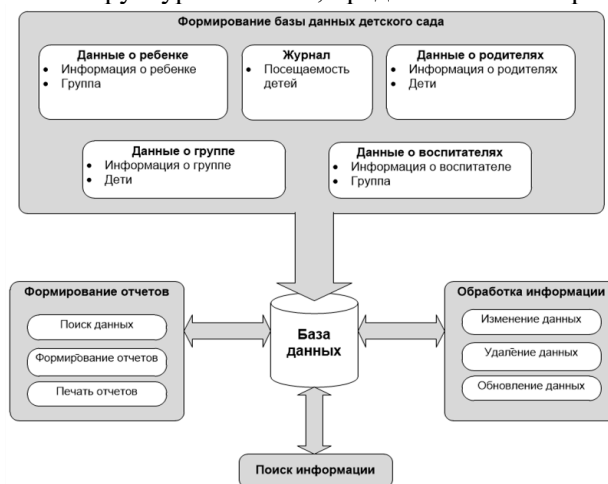 Формирование базы данных детского сада
Данные о ребенке
• Информация о ребенке
• Группа
Журнал
• Посещаемость
детей
Данные о родителях
• Информация о родителях
• Дети
Данные о группе
• Информация о группе
• Дети
Данные о воспитателях
• Информация о воспитателе
• Группа
Формирование отчетов
Поиск данных
Формирование отчетов
Печать отчетов
База
данных
Обработка информации
Изменение данных
Удаление данных
Обновление данных
Поиск информации